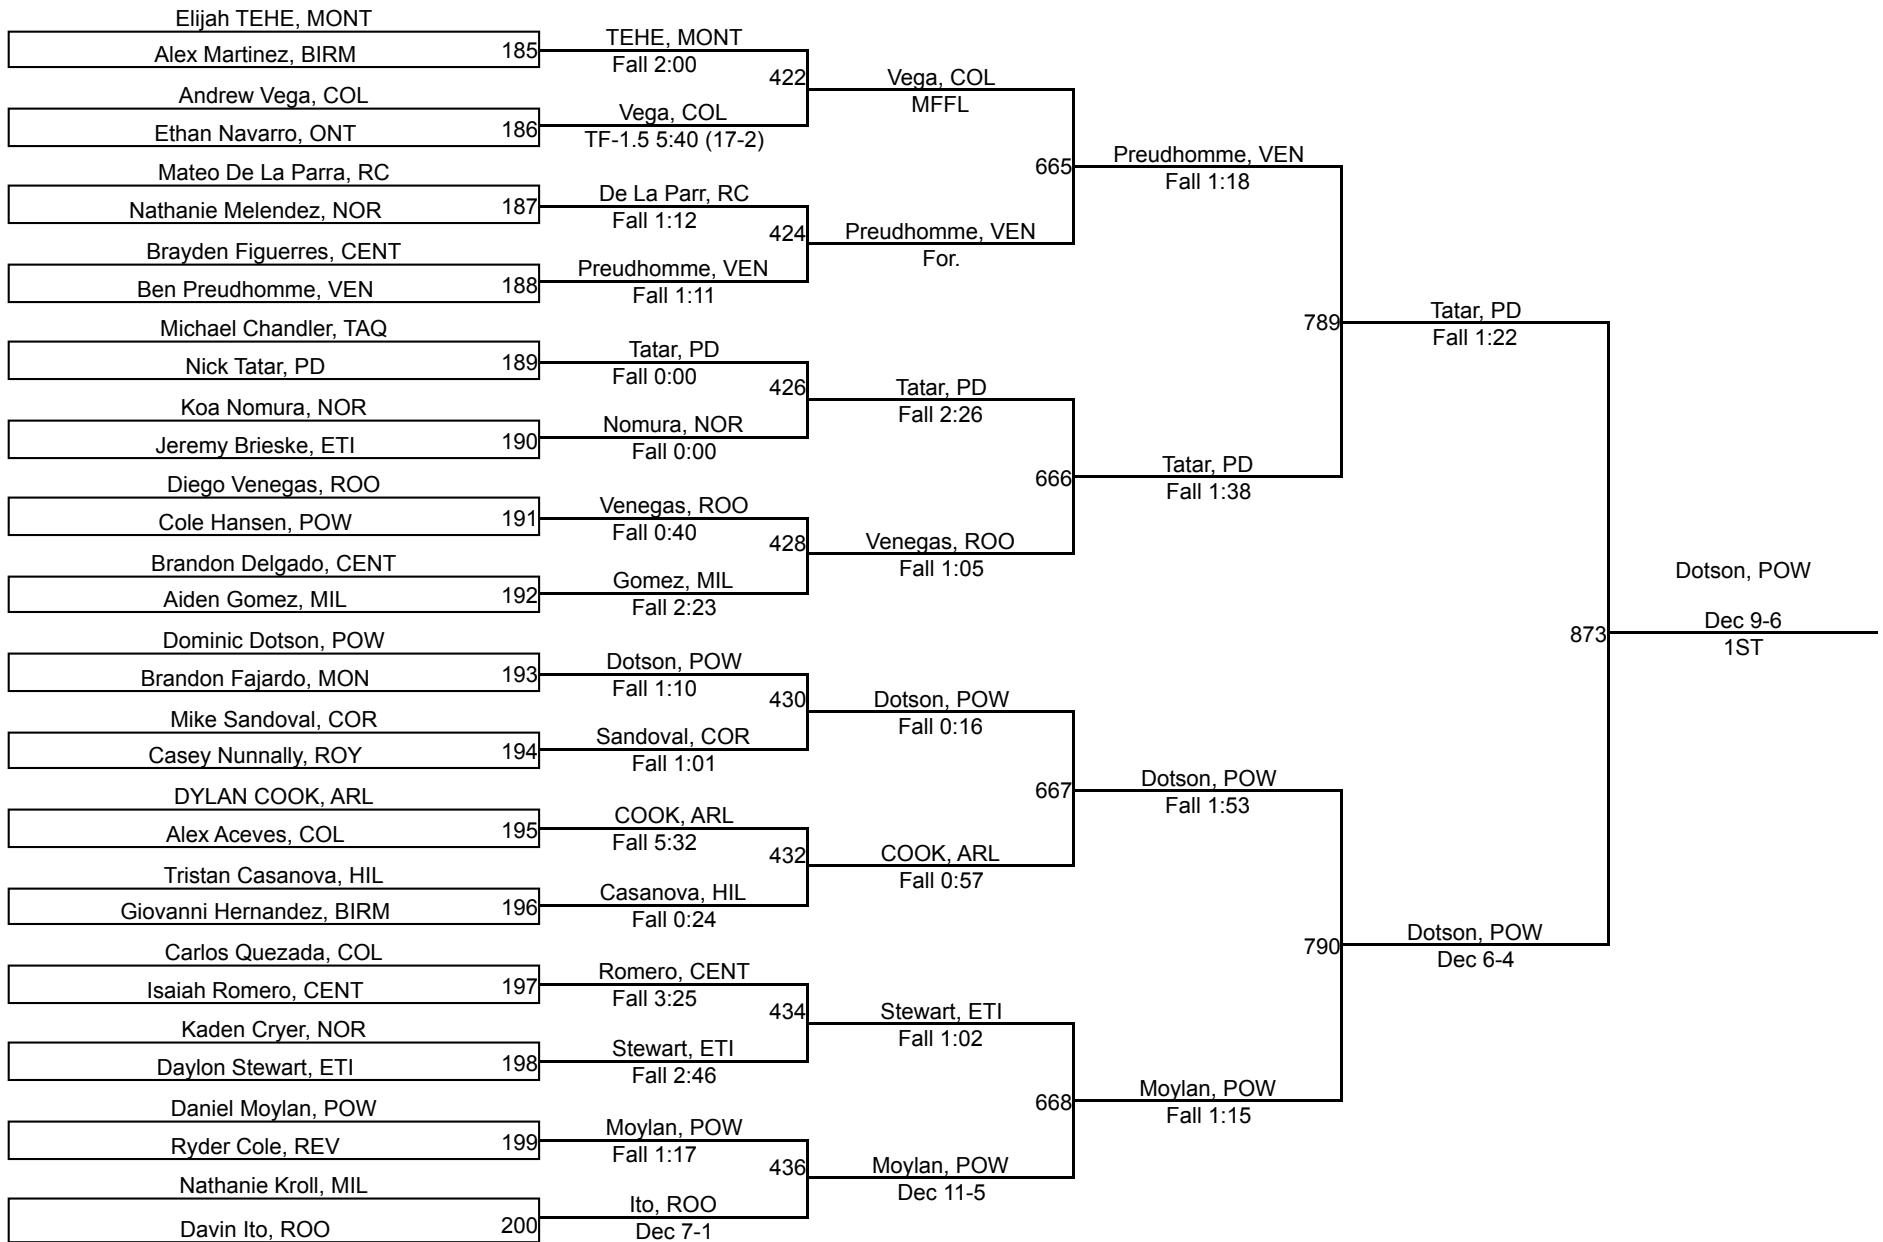 Elijah TEHE, MONT
Alex Martinez, BIRM 185
Andrew Vega, COL
Ethan Navarro, ONT 186
Mateo De La Parra, RC
Nathanie Melendez, NOR 187
Brayden Figuerres, CENT
Ben Preudhomme, VEN 188
Michael Chandler, TAQ
Nick Tatar, PD 189
Koa Nomura, NOR
Jeremy Brieske, ETI 190
Diego Venegas, ROO
Cole Hansen, POW 191
Brandon Delgado, CENT
Aiden Gomez, MIL 192
Dominic Dotson, POW
Brandon Fajardo, MON 193
Mike Sandoval, COR
Casey Nunnally, ROY 194
DYLAN COOK, ARL
Alex Aceves, COL 195
Tristan Casanova, HIL
Giovanni Hernandez, BIRM 196
Carlos Quezada, COL
Isaiah Romero, CENT 197
Kaden Cryer, NOR
Daylon Stewart, ETI 198
Daniel Moylan, POW
Ryder Cole, REV 199
Nathanie Kroll, MIL
Davin Ito, ROO 200
TEHE, MONT
Fall 2:00
422
Vega, COL
TF-1.5 5:40 (17-2)
De La Parr, RC
Fall 1:12
424
Preudhomme, VEN
Fall 1:11
Tatar, PD
Fall 0:00
426
Nomura, NOR
Fall 0:00
Venegas, ROO
Fall 0:40
428
Gomez, MIL
Fall 2:23
Dotson, POW
Fall 1:10
430
Sandoval, COR
Fall 1:01
COOK, ARL
Fall 5:32
432
Casanova, HIL
Fall 0:24
Romero, CENT
Fall 3:25
434
Stewart, ETI
Fall 2:46
Moylan, POW
Fall 1:17
436
Ito, ROO
Dec 7-1
Vega, COL
MFFL
665
Preudhomme, VEN
For.
Tatar, PD
Fall 2:26
666
Venegas, ROO
Fall 1:05
Dotson, POW
Fall 0:16
667
COOK, ARL
Fall 0:57
Stewart, ETI
Fall 1:02
668
Moylan, POW
Dec 11-5
Preudhomme, VEN
Fall 1:18
789
Tatar, PD
Fall 1:38
Dotson, POW
Fall 1:53
790
Moylan, POW
Fall 1:15
Tatar, PD
Fall 1:22
873
Dotson, POW
Dec 6-4
Dotson, POW
Dec 9-6
1ST